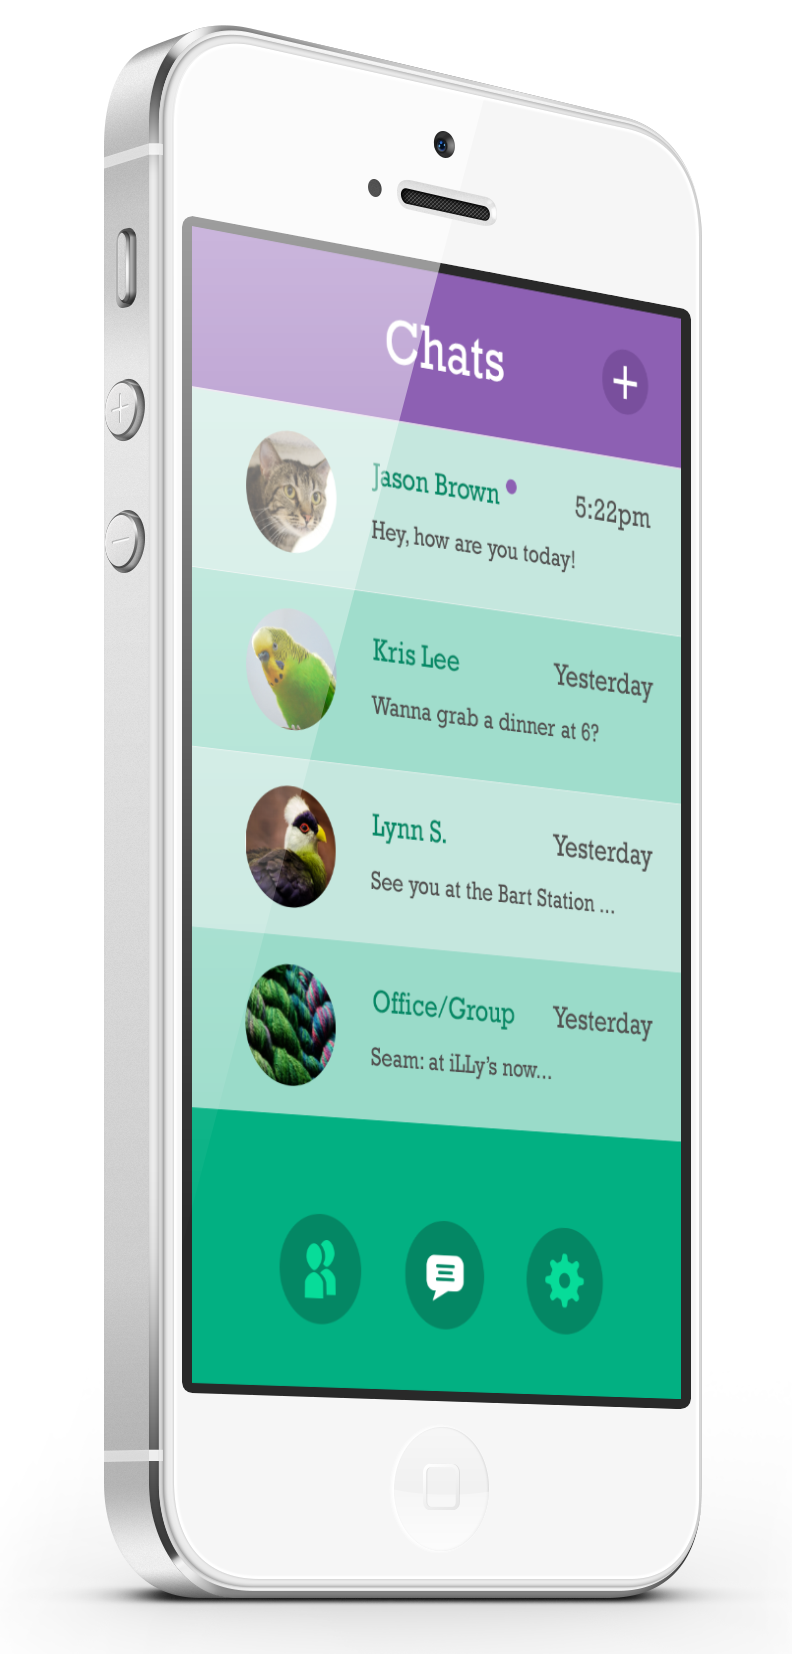 Chats
Jason Brown
5:22pm
Hey, how are you today!
Kris Lee
Yesterday
Wanna grab a dinner at 6?
Lynn S.
Yesterday
See you at the Bart Station ...
Office/Group
Yesterday
Seam: at iLLy's now...